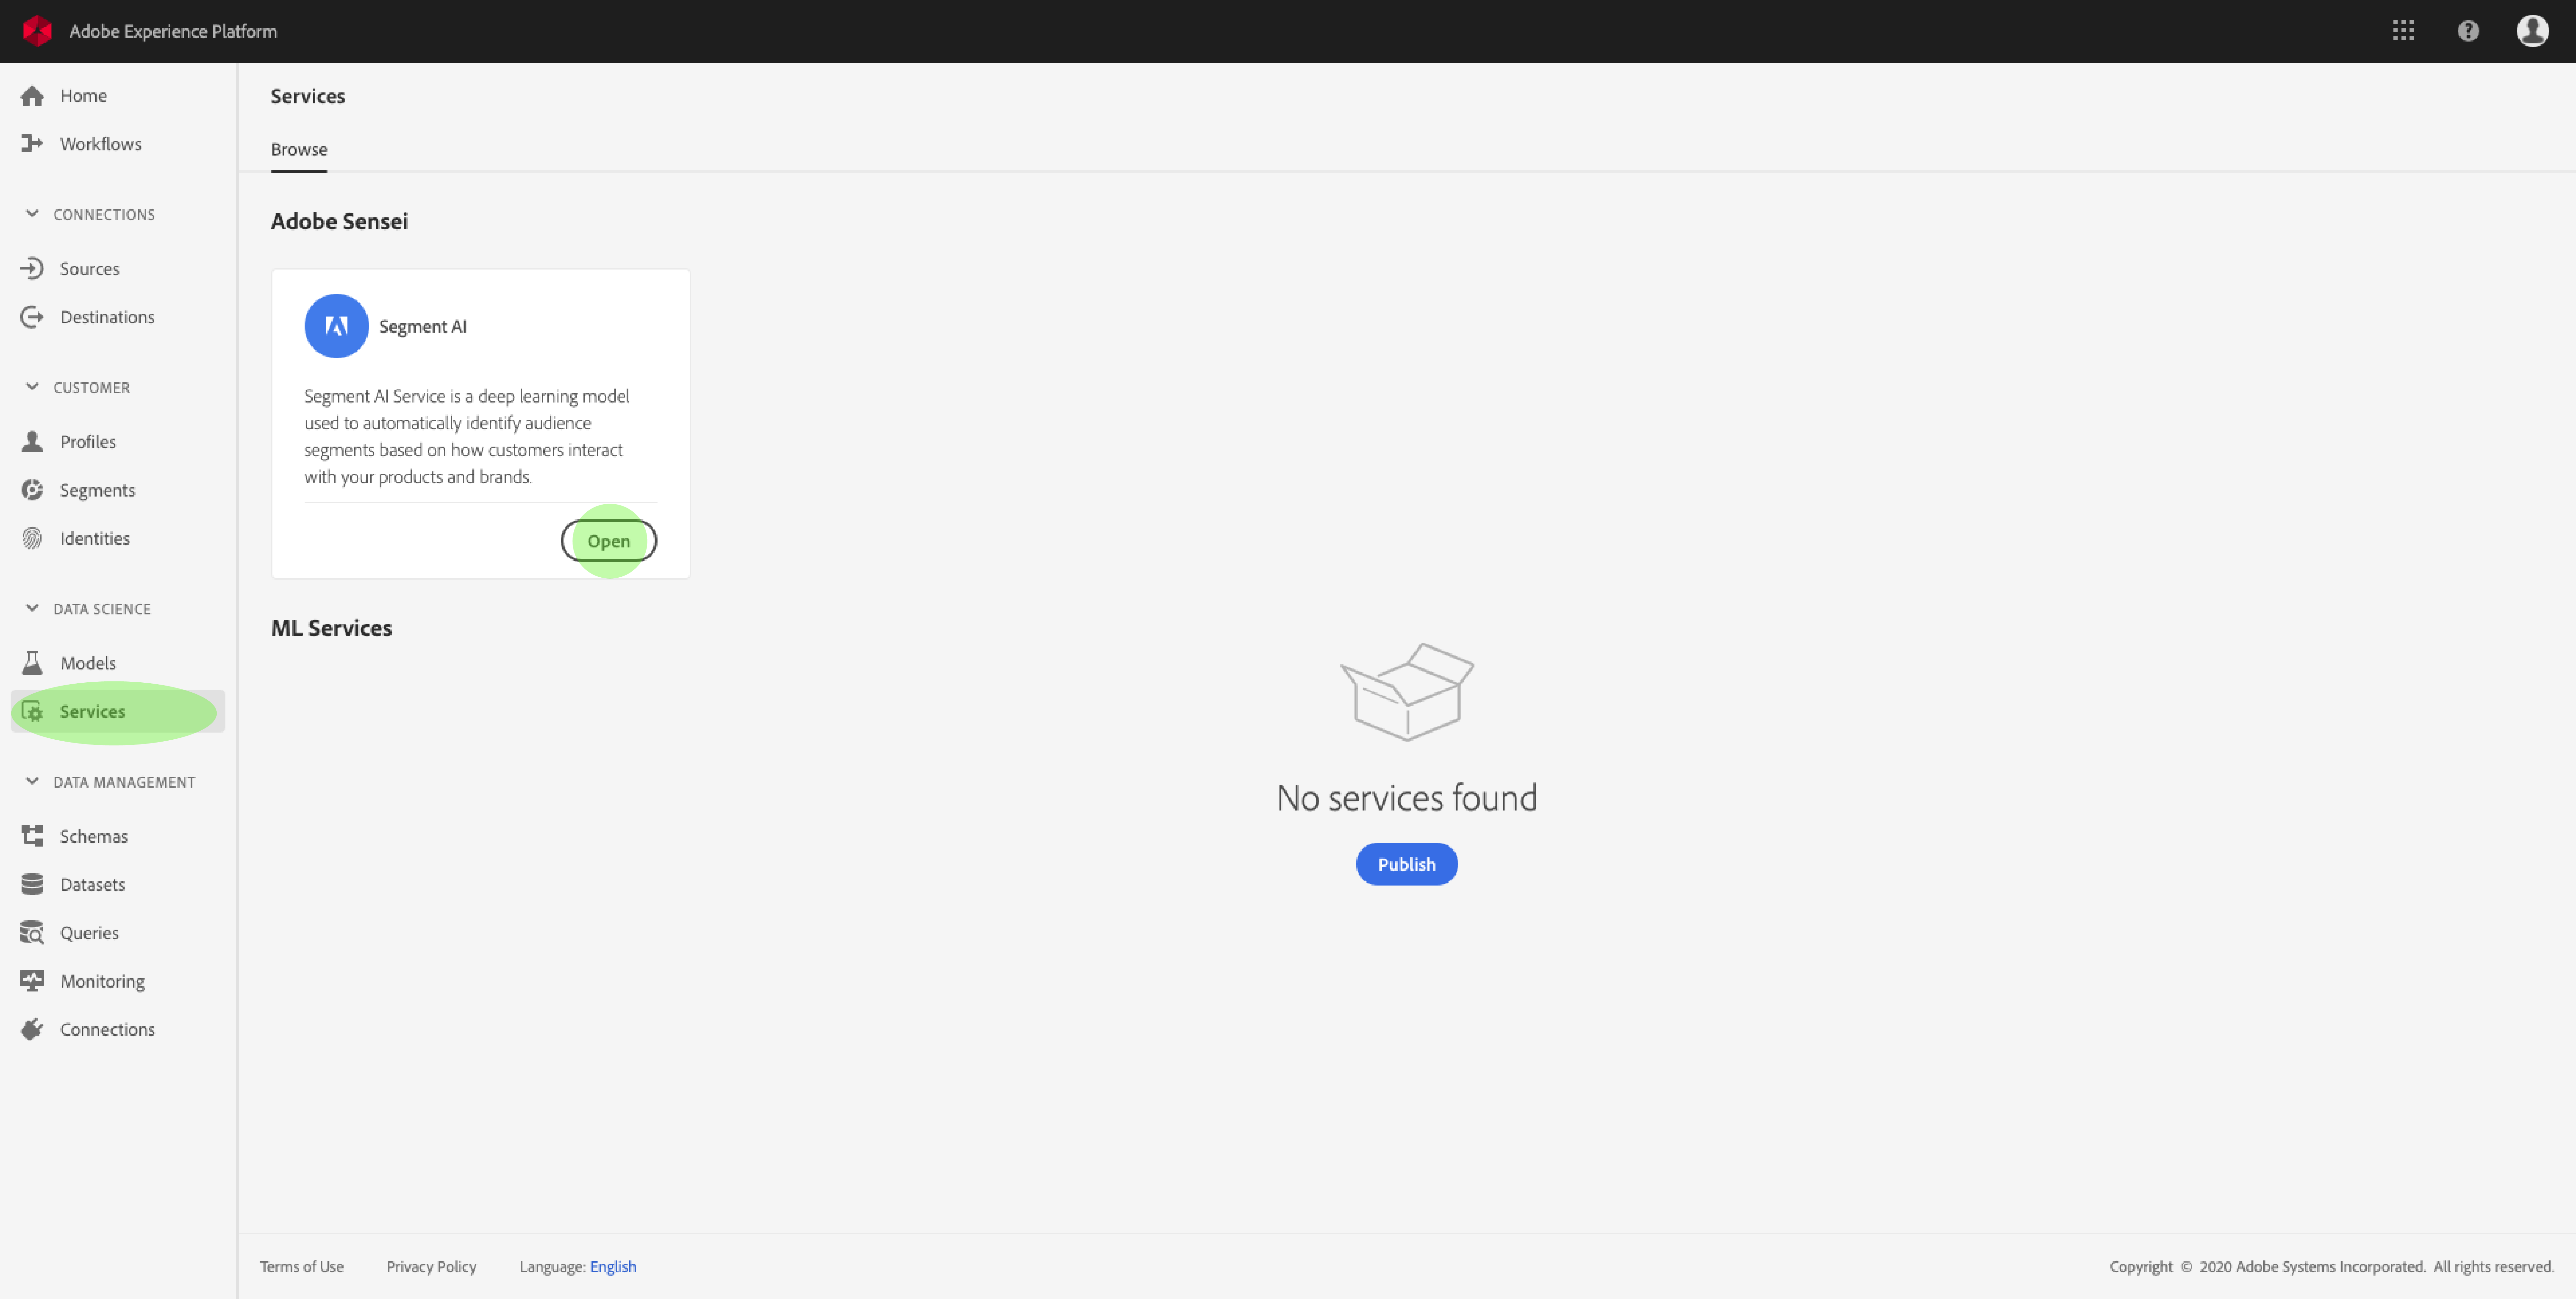 Adobe Experience Platform
Home
Workflows
CONNECTIONS
Sources
Destinations
CUSTOMER
Profiles
Segments
Identities
DATA SCIENCE
Models
Services
DATA MANAGEMENT
Schemas
Datasets
Queries
Monitoring
Connections
Services
Browse
Adobe Sensei
Segment AI
Segment AI Service is a deep learning model
used to automatically identify audience
segments based on how customers interact
with your products and brands.
Open
ML Services
No services found
Publish
Terms of Use Privacy Policy Language: English Copyright © 2020 Adobe Systems Incorporated. All rights reserved.